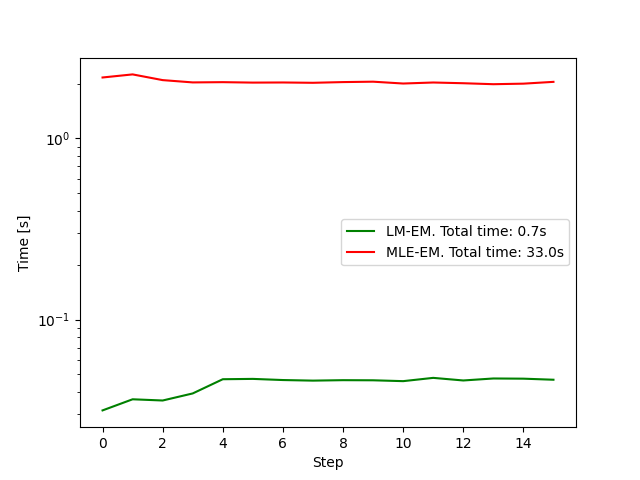 10^0
10^-1
Time [s]
LM-EM. Total time: 0.7s
MLE-EM. Total time: 33.0s
0 2 4 6 8 10 12 14
Step